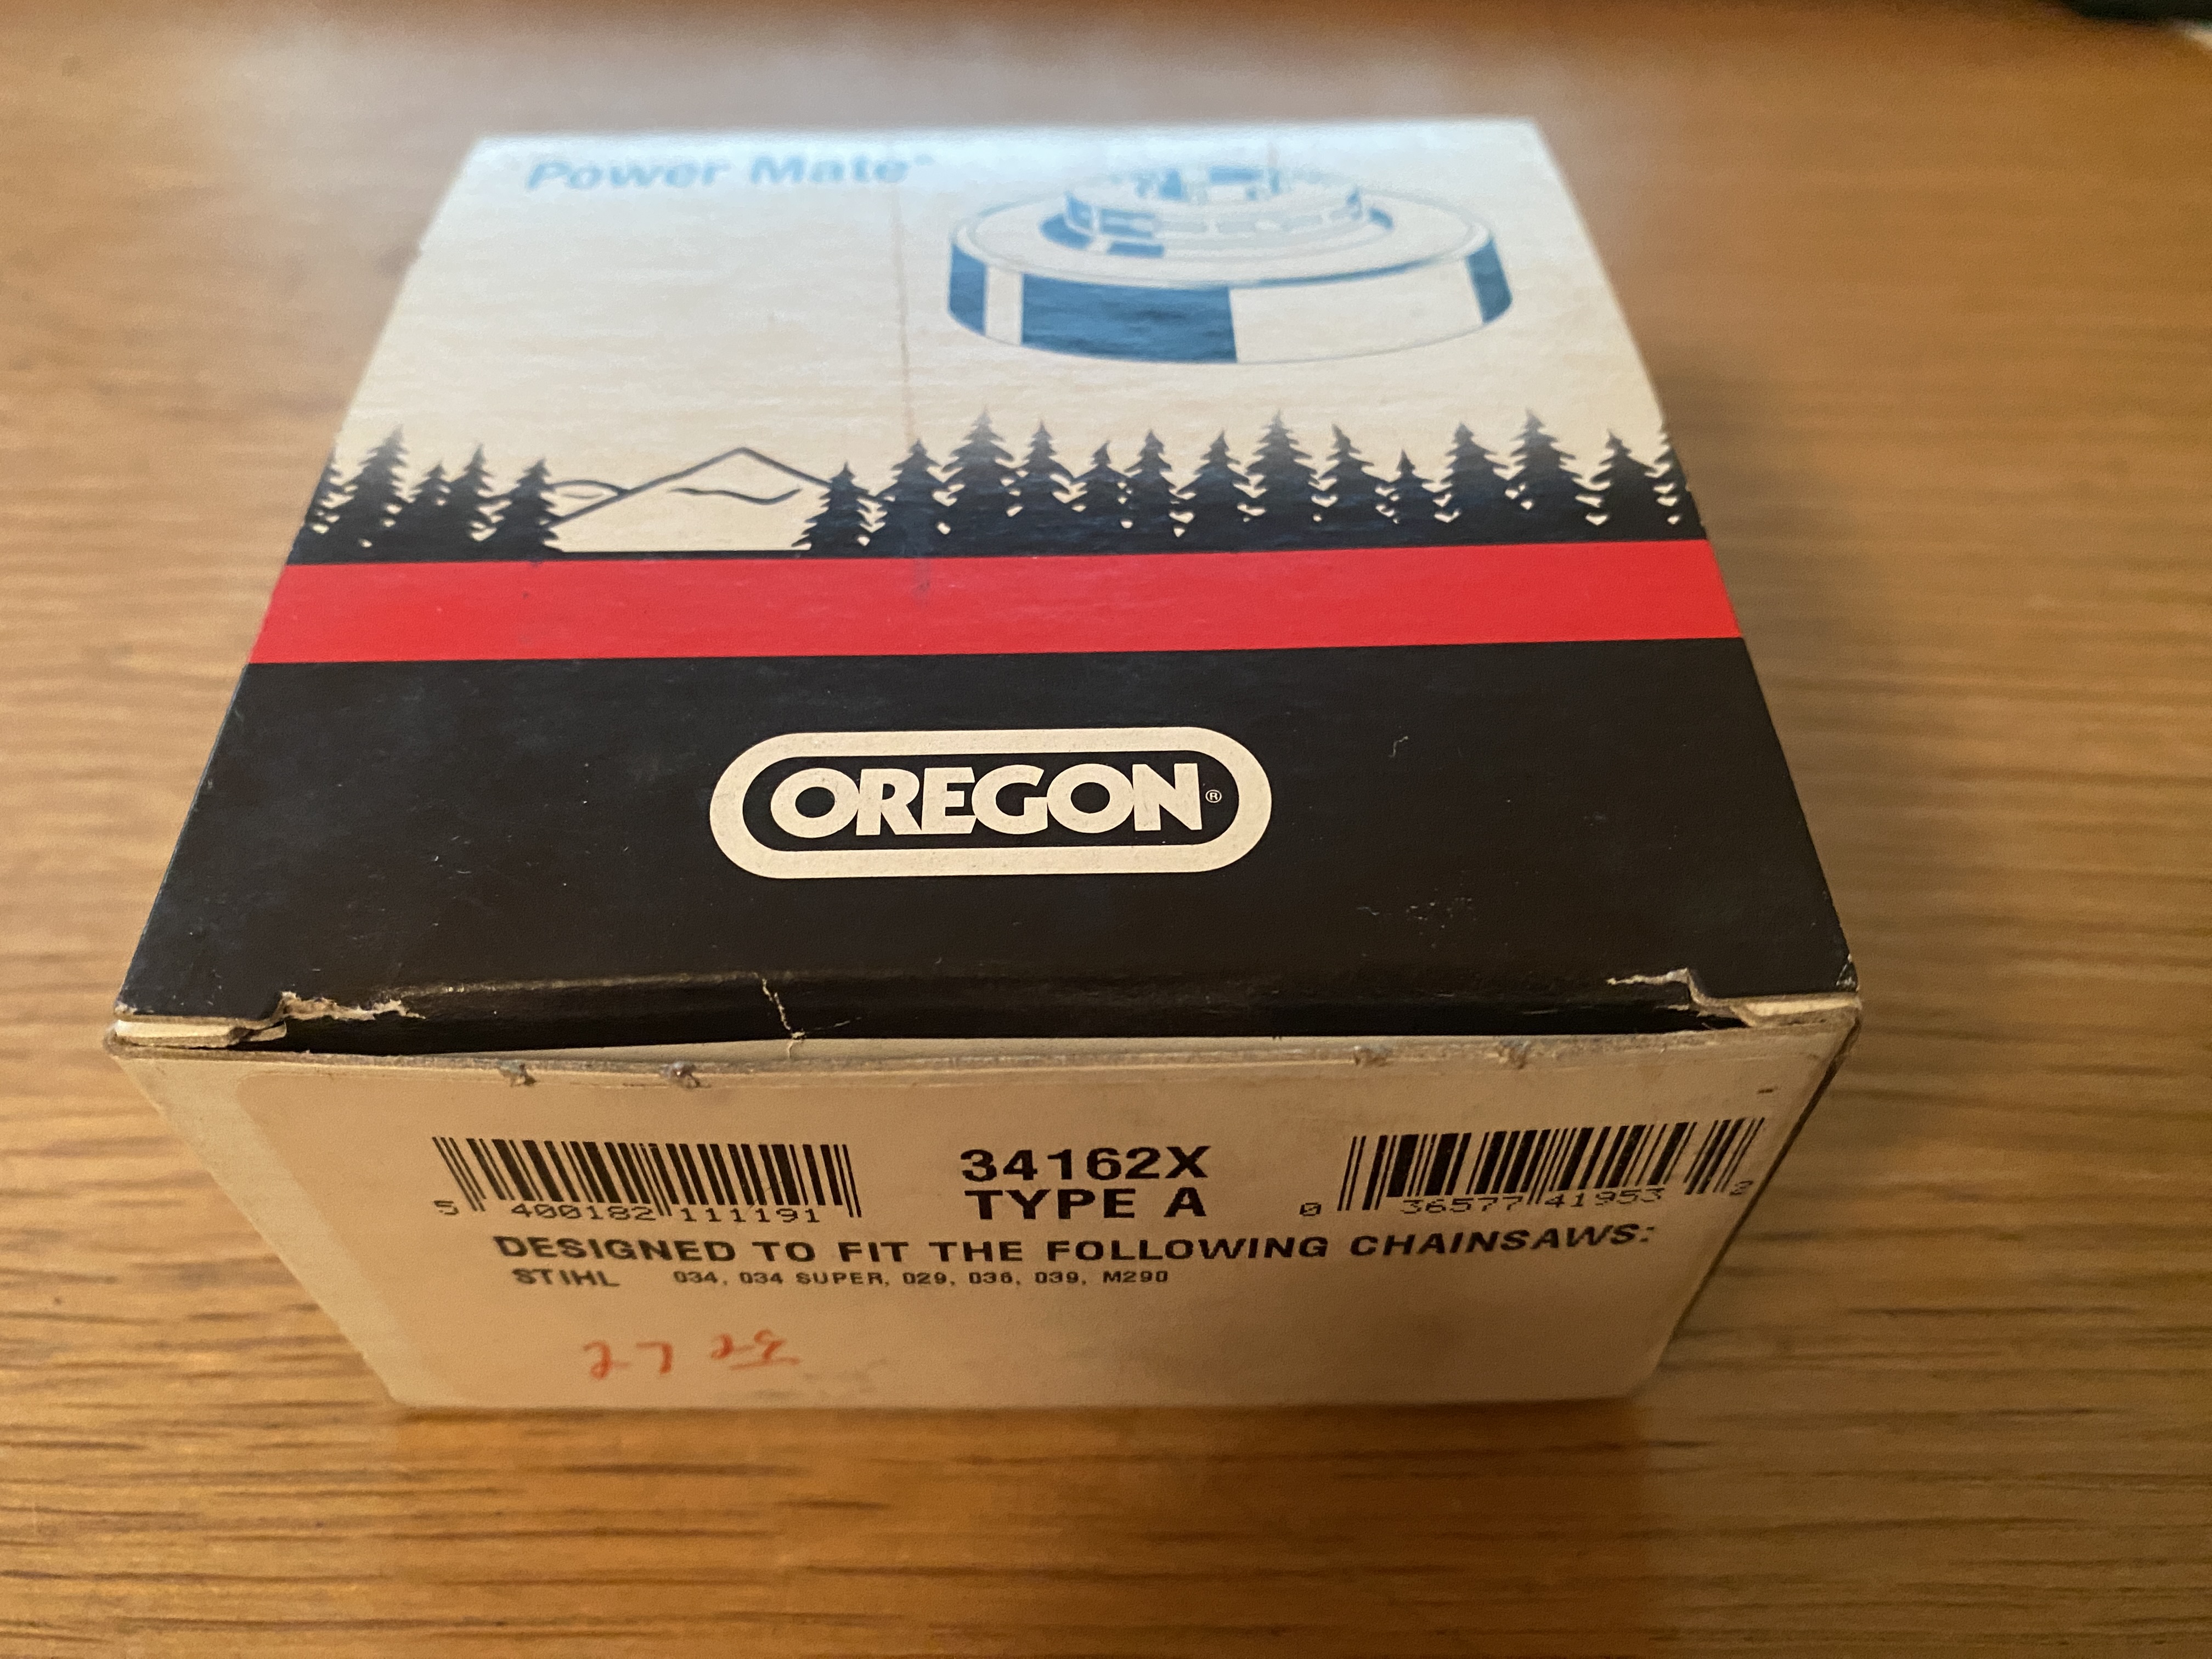 Power Mate®
OREGON®
34162X
TYPE A
5 400182 111191
0 36577 41953 2
DESIGNED TO FIT THE FOLLOWING CHAINSAWS:
STIHL 034, 034 SUPER, 029, 036, 039, M290